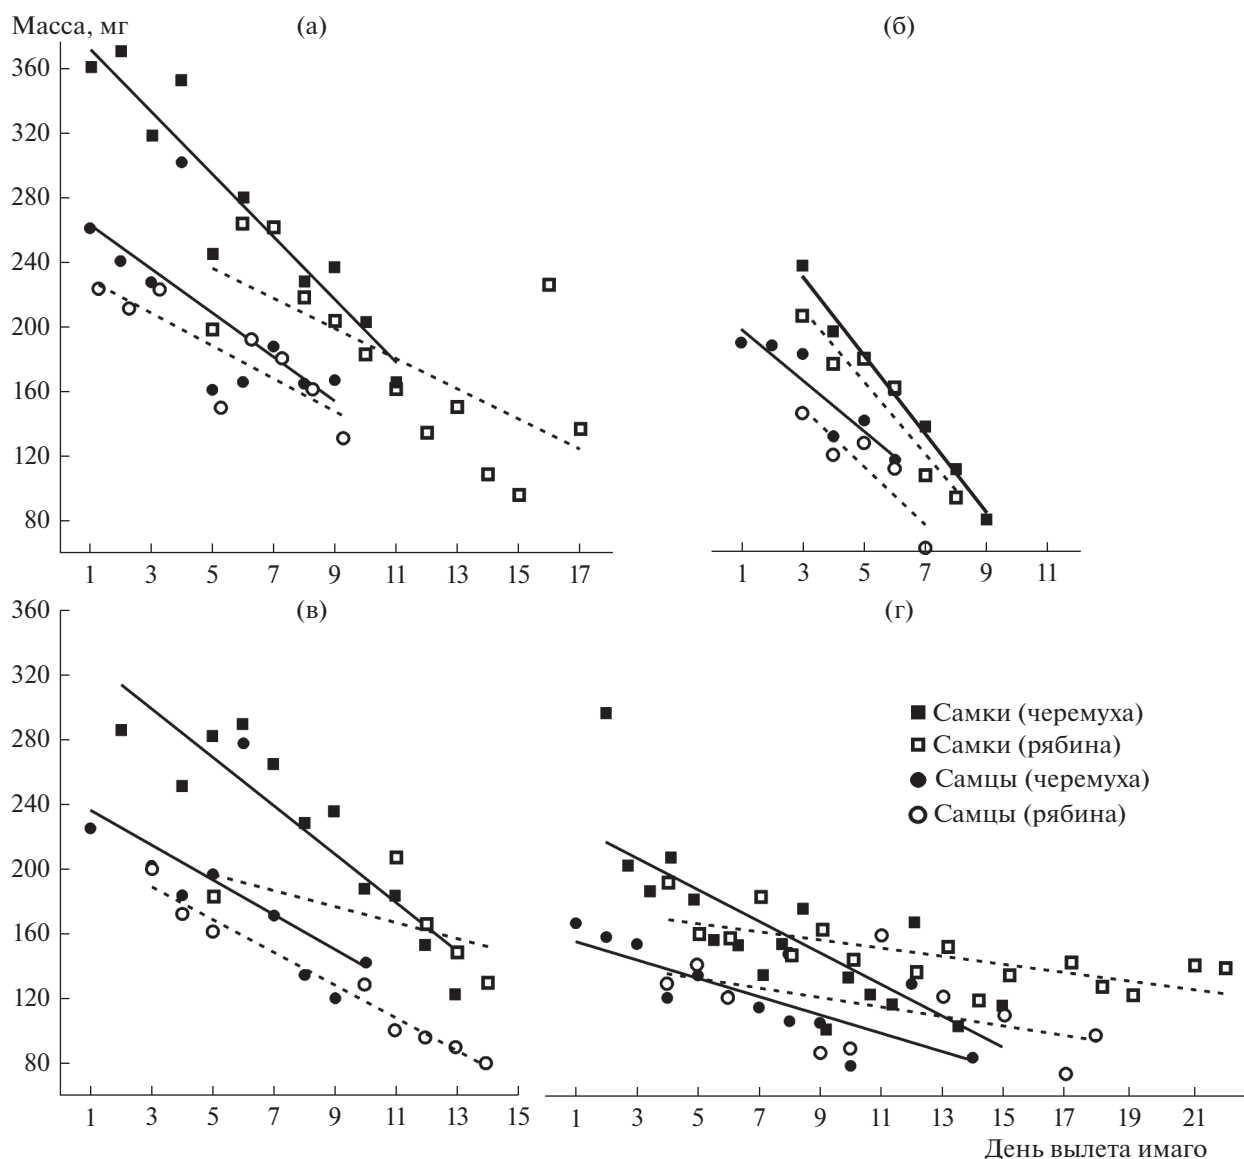 Масса, мг
(а)
(б)
360
320
280
240
200
160
120
80
1 3 5 7 9 11 13 15 17
1 3 5 7 9 11
(в)
(г)
360
320
280
240
200
160
120
80
Самки (черемуха)
Самки (рябина)
Самцы (черемуха)
Самцы (рябина)
1 3 5 7 9 11 13 15
1 3 5 7 9 11 13 15 17 19 21
День вылета имаго